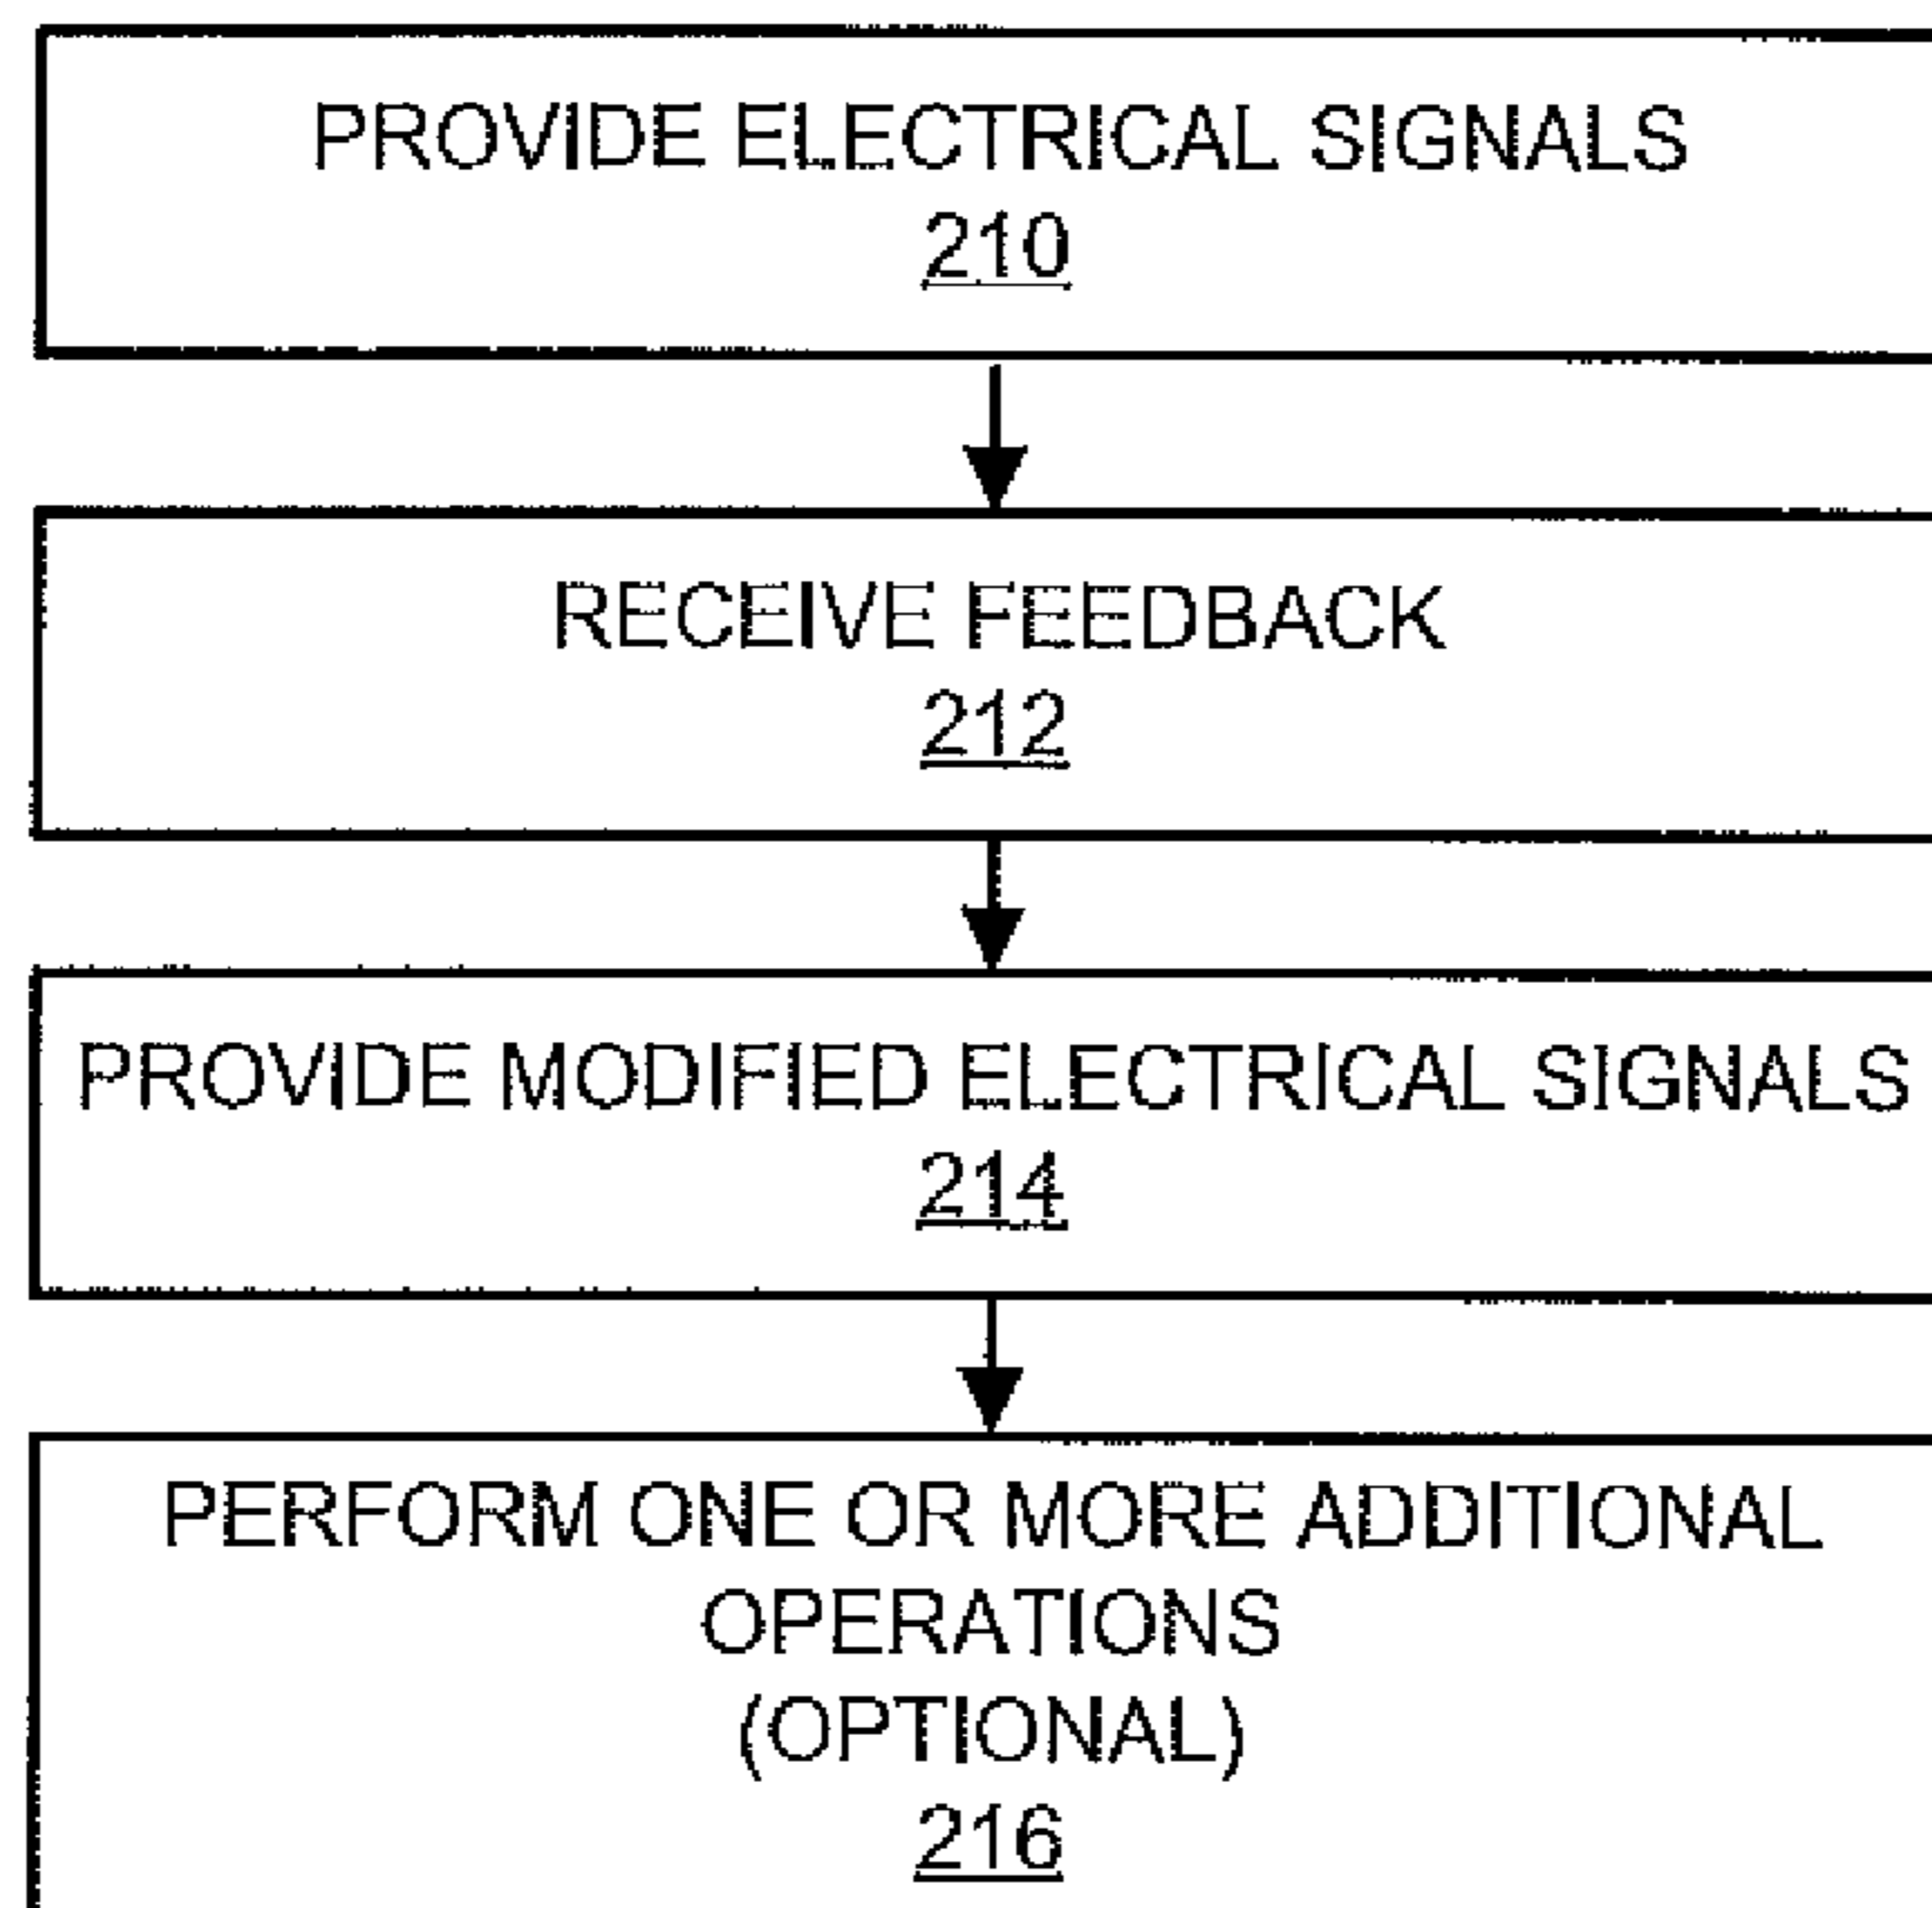 PROVIDE ELECTRICAL SIGNALS
210
RECEIVE FEEDBACK
212
PROVIDE MODIFIED ELECTRICAL SIGNALS
214
PERFORM ONE OR MORE ADDITIONAL
OPERATIONS
(OPTIONAL)
216